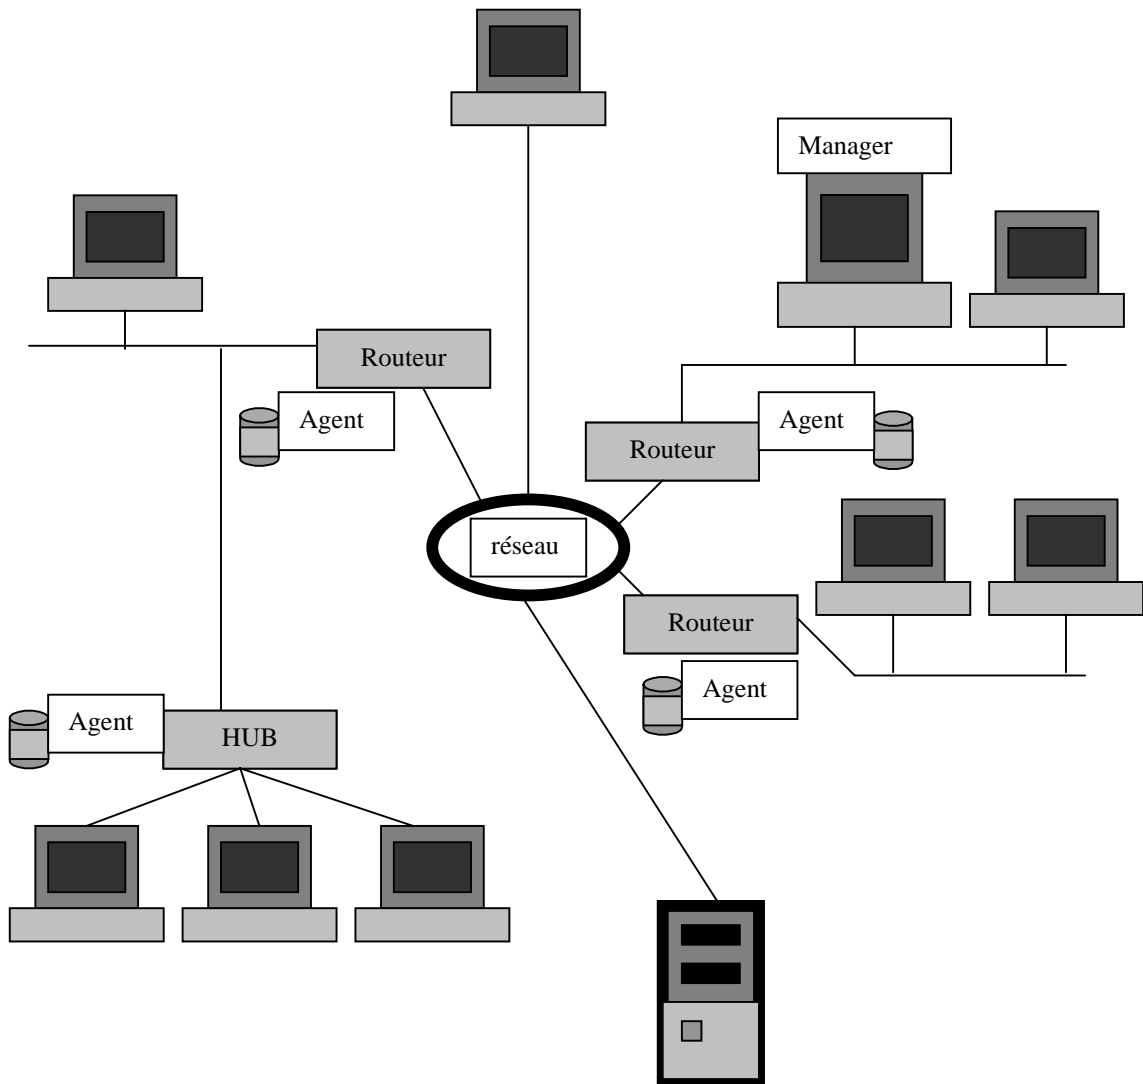 Manager
Routeur
Agent
Agent
Routeur
réseau
Routeur
Agent
Agent
HUB